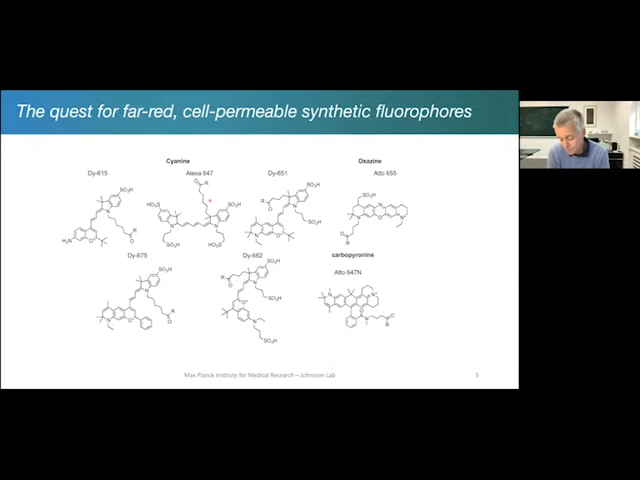 The quest for far-red, cell-permeable synthetic fluorophores
Cyanine
Oxazine
Dy-615
Alexa 647
Dy-651
Atto 655
Dy-675
Dy-682
carbopyronine
Atto 647N
Max Planck Institute for Medical Research – Johnsson Lab
5